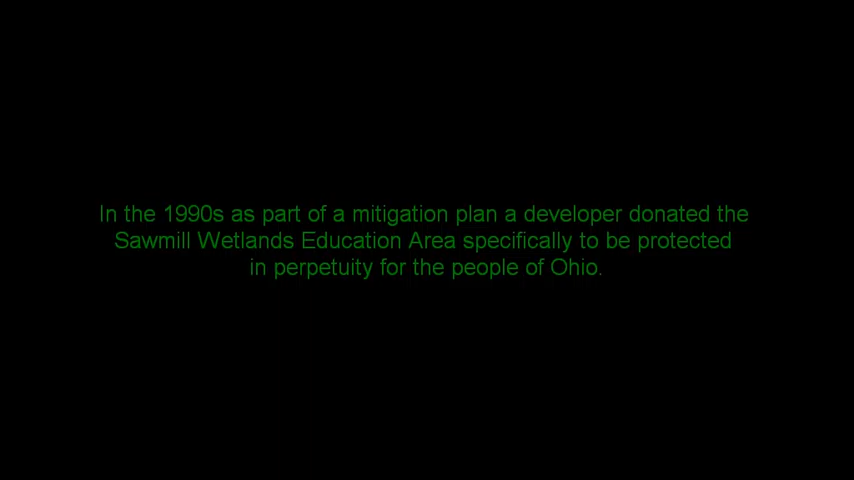 In the 1990s as part of a mitigation plan a developer donated the
Sawmill Wetlands Education Area specifically to be protected
in perpetuity for the people of Ohio.